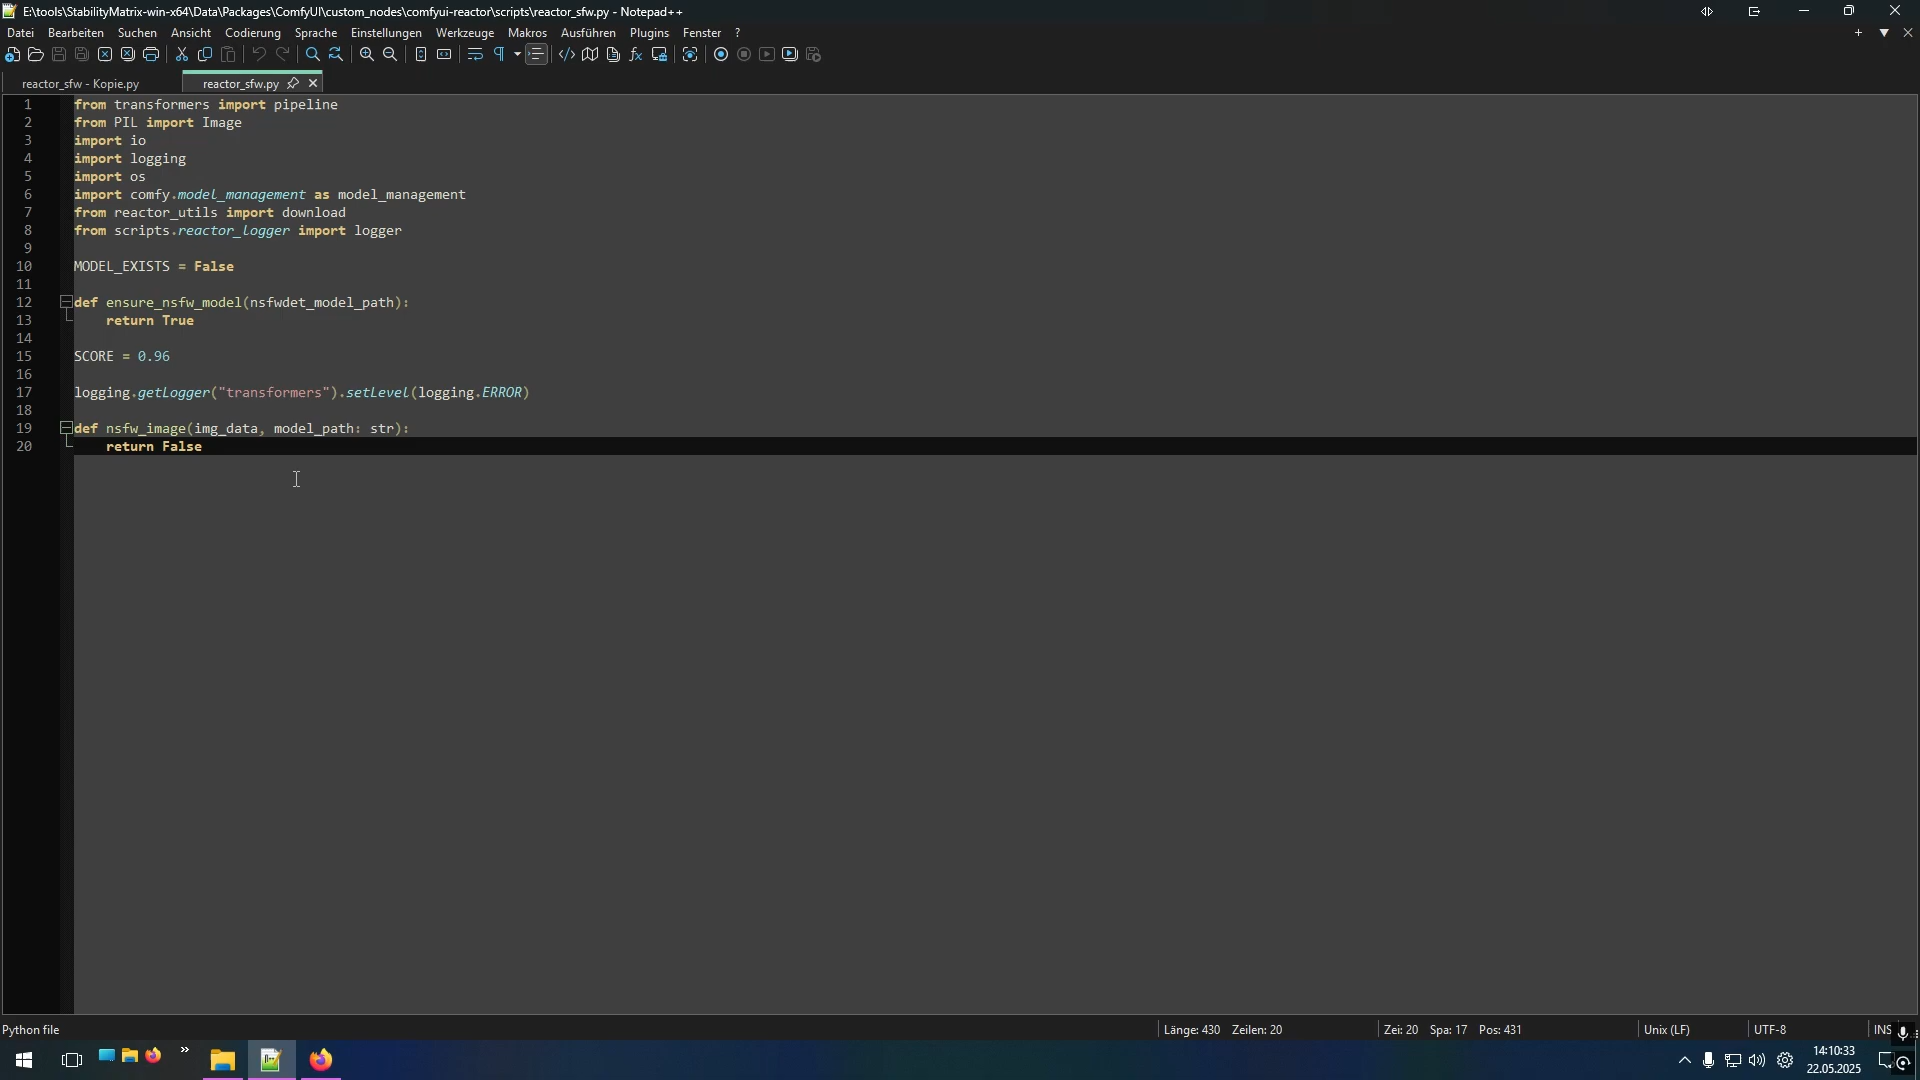 E:\tools\StabilityMatrix-win-x64\Data\Packages\ComfyUI\custom_nodes\comfyui-reactor\scripts\reactor_sfw.py - Notepad++
Datei Bearbeiten Suchen Ansicht Codierung Sprache Einstellungen Werkzeuge Makros Ausführen Plugins Fenster ?
reactor_sfw - Kopie.py reactor_sfw.py
1 from transformers import pipeline
2 from PIL import Image
3 import io
4 import logging
5 import os
6 import comfy.model_management as model_management
7 from reactor_utils import download
8 from scripts.reactor_logger import logger
9
10 MODEL_EXISTS = False
11
12 def ensure_nsfw_model(nsfwdet_model_path):
13     return True
14
15 SCORE = 0.96
16
17 logging.getLogger("transformers").setLevel(logging.ERROR)
18
19 def nsfw_image(img_data, model_path: str):
20     return False
Python file Länge: 430 Zeilen: 20 Zei: 20 Spa: 17 Pos: 431 Unix (LF) UTF-8 INS
14:10:33
22.05.2025